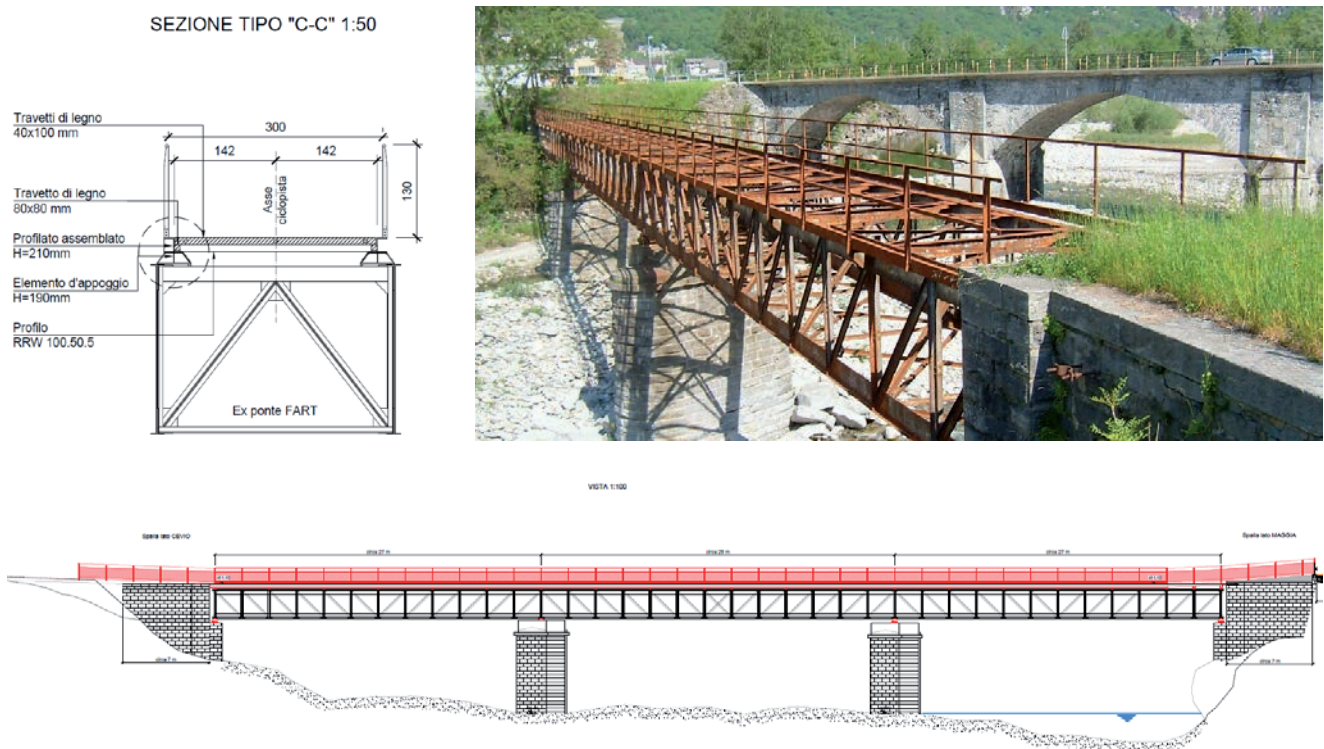 SEZIONE TIPO "C-C" 1:50
Travetti di legno
40x100 mm
300
142
142
Travetto di legno
80x80 mm
Asse
ciclopista
130
Profilato assemblato
H=210mm
Elemento d'appoggio
H=190mm
Profilo
RRW 100.50.5
Ex ponte FART
VISTA 1:100
Spalla lato CEVIO
Spalla lato MAGGIA
circa 27 m
circa 27 m
circa 7 m
circa 7 m